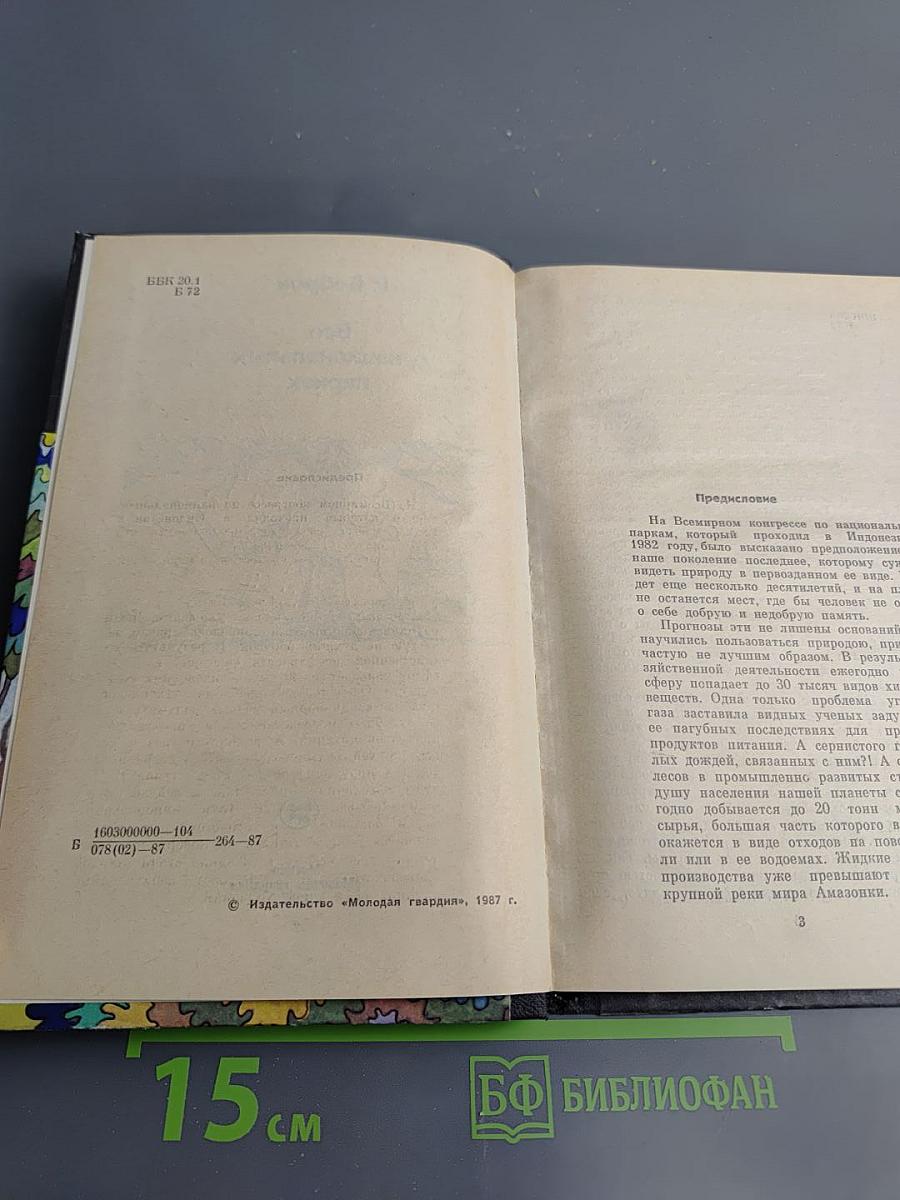 ББК 20.1
Б 72
Б 1603000000—104
078(02)—87 264—87
© Издательство «Молодая гвардия», 1987 г.
Предисловие
На Всемирном конгрессе по националь
паркам, который проходил в Индонез
1982 году, было высказано предположение
наше поколение последнее, которому су
видеть природу в первозданном ее виде.
дет еще несколько десятилетий, и на пл
не останется мест, где бы человек не о
о себе добрую и недобрую память.
Прогнозы эти не лишены оснований
научились пользоваться природою, при
частую не лучшим образом. В резуль
зяйственной деятельности ежегодно
сферу попадает до 30 тысяч видов хи
веществ. Одна только проблема уг
газа заставила видных ученых заду
ее пагубных последствиях для пр
продуктов питания. А сернистого г
лых дождей, связанных с ним?! А с
лесов в промышленно развитых ст
душу населения нашей планеты с
годно добывается до 20 тонн м
сырья, большая часть которого в
окажется в виде отходов на пове
ли или в ее водоемах. Жидкие
производства уже превышают
крупной реки мира Амазонки.
3
15 см
БФ БИБЛИОФАН